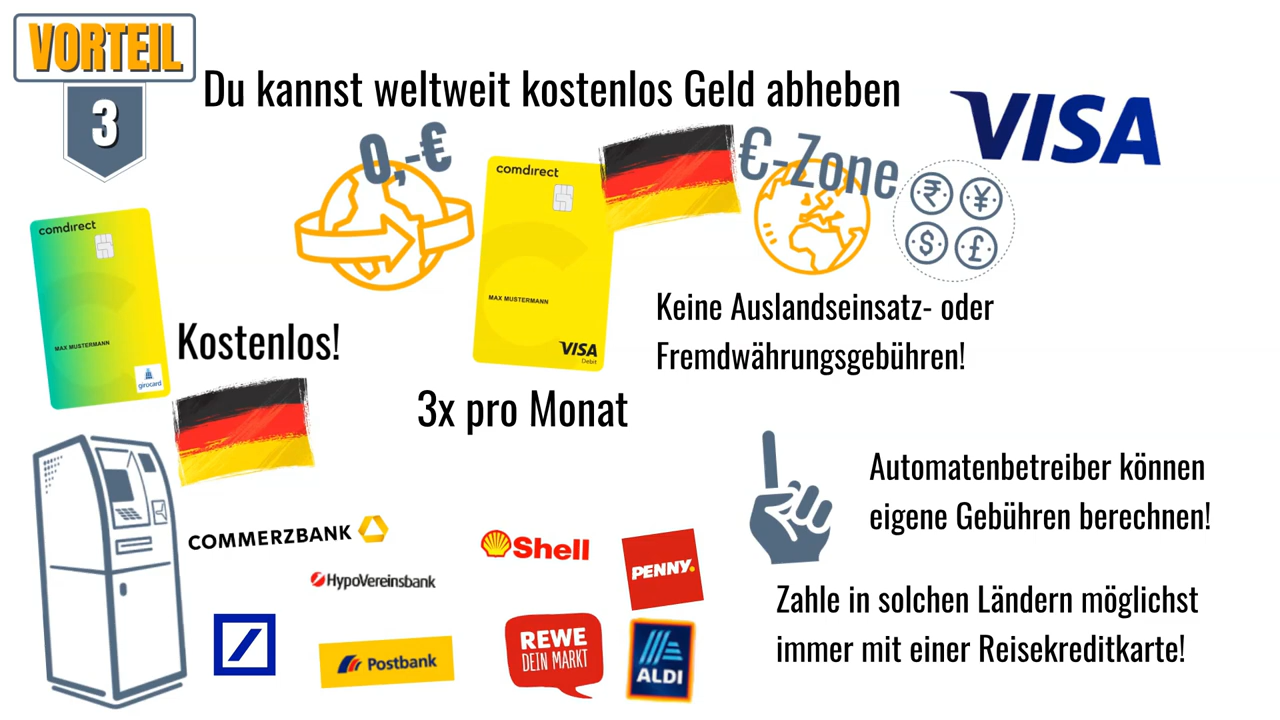 VORTEIL
3
Du kannst weltweit kostenlos Geld abheben
VISA
0,-€
€-Zone
comdirect
MAX MUSTERMANN
VISA
Debit
₹ ¥
$ £
comdirect
MAX MUSTERMANN
girocard
Kostenlos!
Keine Auslandseinsatz- oder
Fremdwährungsgebühren!
3x pro Monat
Automatenbetreiber können
eigene Gebühren berechnen!
Zahle in solchen Ländern möglichst
immer mit einer Reisekreditkarte!
COMMERZBANK
HypoVereinsbank
Postbank
Shell
PENNY.
REWE
DEIN MARKT
ALDI